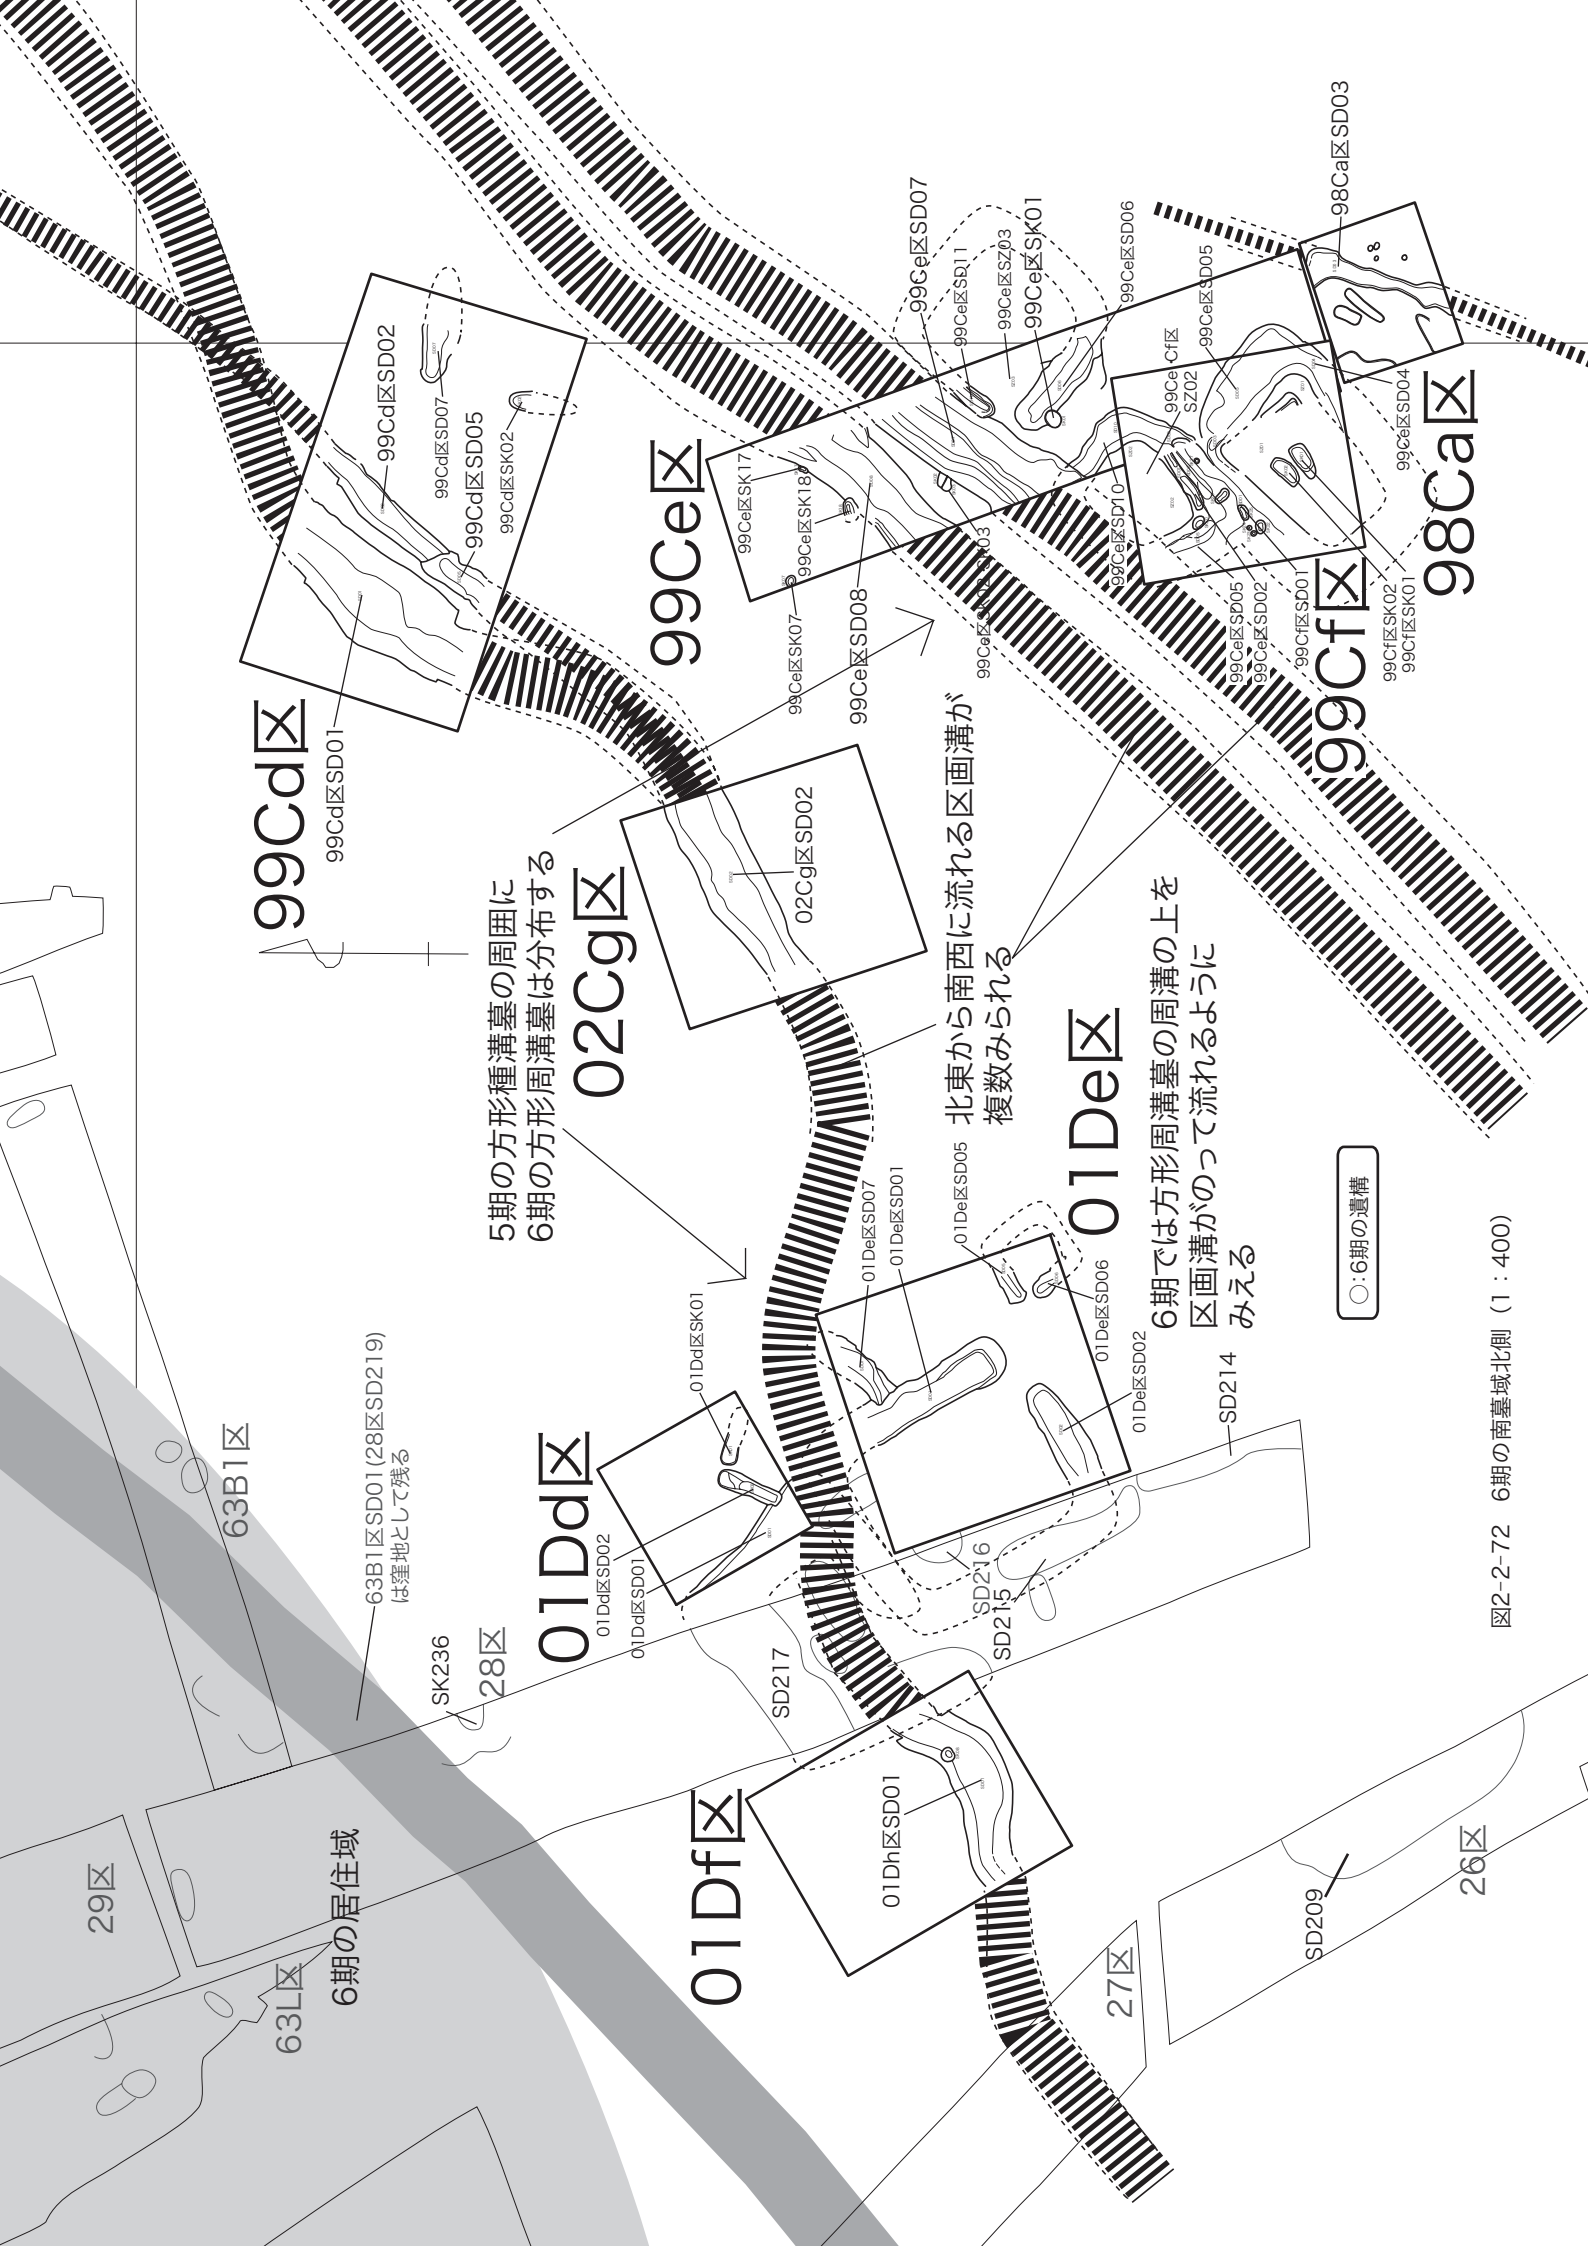 99Cd区
99Cd区SD01
99Cd区SD02
99Cd区SD07
99Cd区SD05
99Cd区SK02
99Ce区
99Ce区SK17
99Ce区SK18
99Ce区SK07
99Ce区SD08
99Ce区SD07
99Ce区SD11
99Ce区SZ03
99Ce区SK01
99Ce区SD06
99Ce・Cf区
SZ02
99Ce区SD05
98Ca区SD03
98Ca区
99Ce区SD04
99Ce区SD10
99Ce区SD05
99Ce区SD02
99Cf区SD01
99Cf区
99Cf区SK02
99Cf区SK01
5期の方形種溝墓の周囲に
6期の方形周溝墓は分布する
02Cg区
02Cg区SD02
北東から南西に流れる区画溝が
複数みられる
01De区
01De区SD07
01De区SD01
01De区SD05
01De区SD06
01De区SD02
6期では方形周溝墓の周溝の上を
区画溝がのって流れるように
みえる
01Dd区
01Dd区SK01
01Dd区SD02
01Dd区SD01
63B1区
63B1区SD01(28区SD219)
は窪地として残る
SK236
28区
SD217
SD216
SD215
SD214
01Df区
01Dh区SD01
29区
63L区
6期の居住域
27区
26区
SD209
○:6期の遺構
図2-2-72 6期の南墓域北側（1：400）